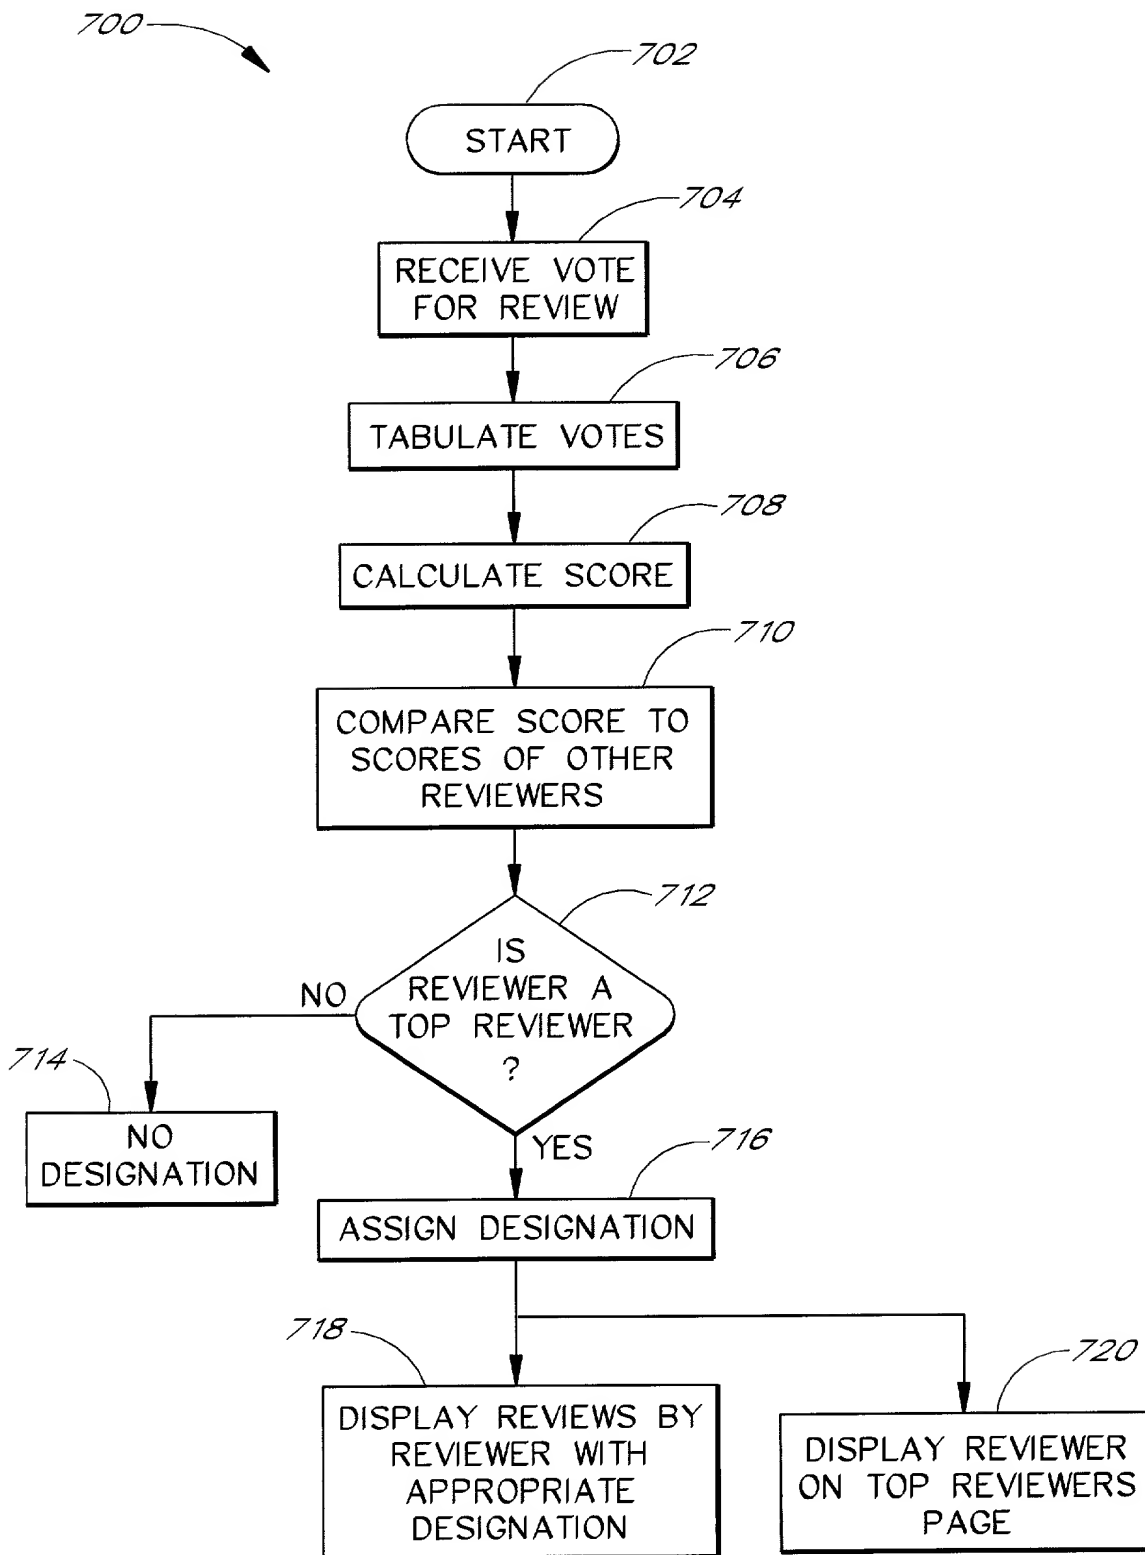 700
702
START
704
RECEIVE VOTE
FOR REVIEW
706
TABULATE VOTES
708
CALCULATE SCORE
710
COMPARE SCORE TO
SCORES OF OTHER
REVIEWERS
712
IS
REVIEWER A
TOP REVIEWER
?
NO
714
NO
DESIGNATION
YES
716
ASSIGN DESIGNATION
718
DISPLAY REVIEWS BY
REVIEWER WITH
APPROPRIATE
DESIGNATION
720
DISPLAY REVIEWER
ON TOP REVIEWERS
PAGE